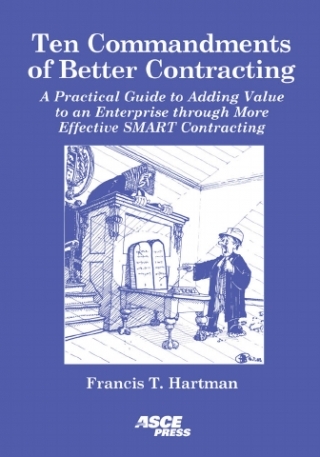 Ten Commandments
of Better Contracting
A Practical Guide to Adding Value
to an Enterprise through More
Effective SMART Contracting
Francis T. Hartman
ASCE
PRESS